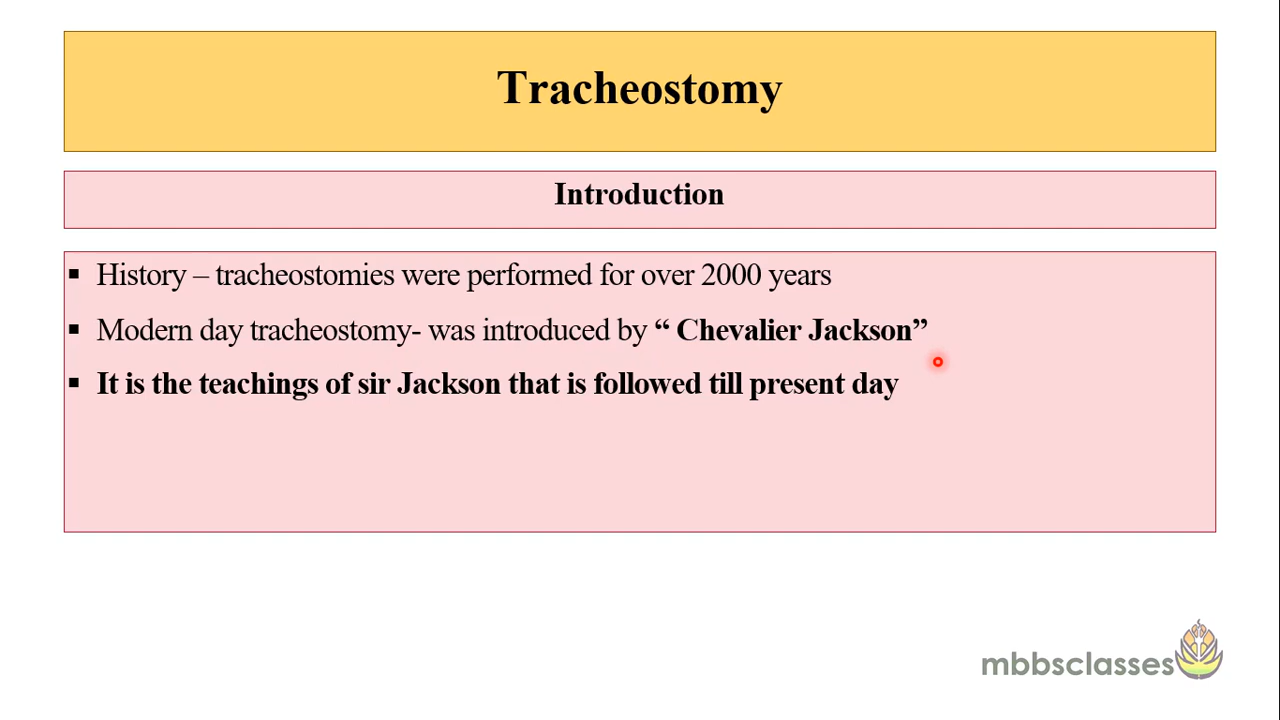 Tracheostomy
Introduction
▪ History – tracheostomies were performed for over 2000 years
▪ Modern day tracheostomy- was introduced by “ Chevalier Jackson”
▪ It is the teachings of sir Jackson that is followed till present day
mbbsclasses